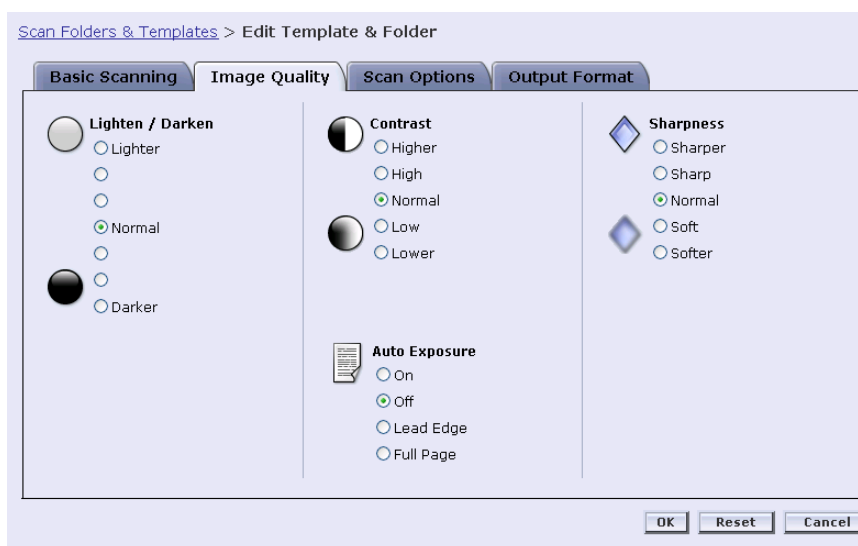 Scan Folders & Templates > Edit Template & Folder
Basic Scanning
Image Quality
Scan Options
Output Format
Lighten / Darken
Lighter
Normal
Darker
Contrast
Higher
High
Normal
Low
Lower
Auto Exposure
On
Off
Lead Edge
Full Page
Sharpness
Sharper
Sharp
Normal
Soft
Softer
OK
Reset
Cancel